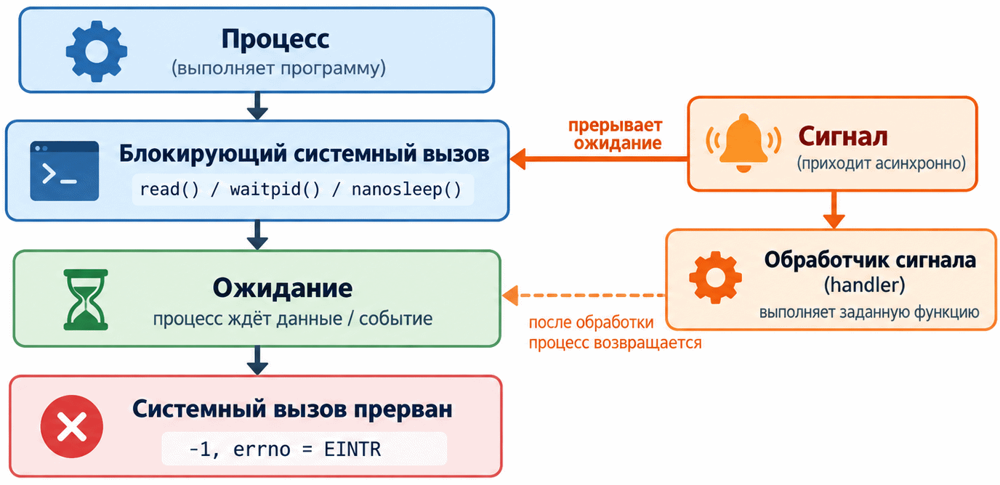 Процесс
(выполняет программу)
Блокирующий системный вызов
read() / waitpid() / nanosleep()
прерывает
ожидание
Сигнал
(приходит асинхронно)
Ожидание
процесс ждёт данные / событие
Обработчик сигнала
(handler)
выполняет заданную функцию
после обработки
процесс возвращается
Системный вызов прерван
-1, errno = EINTR